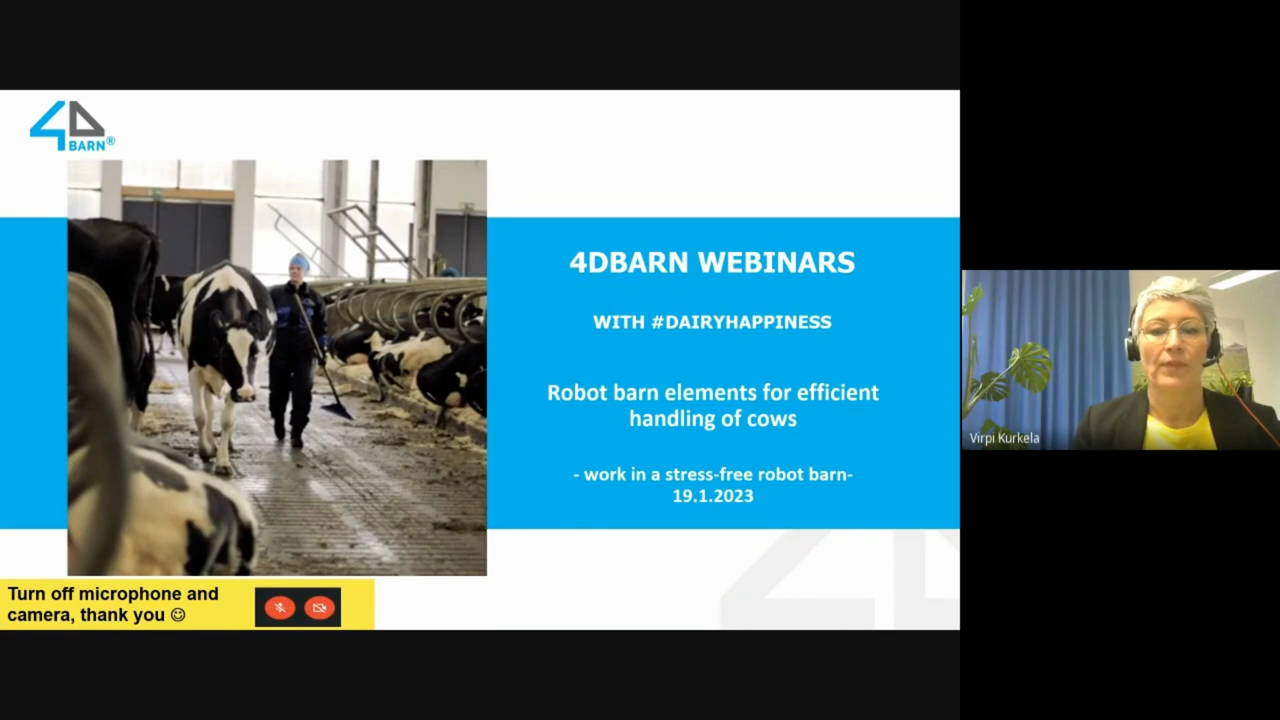 4D
BARN®
4DBARN WEBINARS
WITH #DAIRYHAPPINESS
Robot barn elements for efficient
handling of cows
- work in a stress-free robot barn-
19.1.2023
Turn off microphone and
camera, thank you ☺
Virpi Kurkela